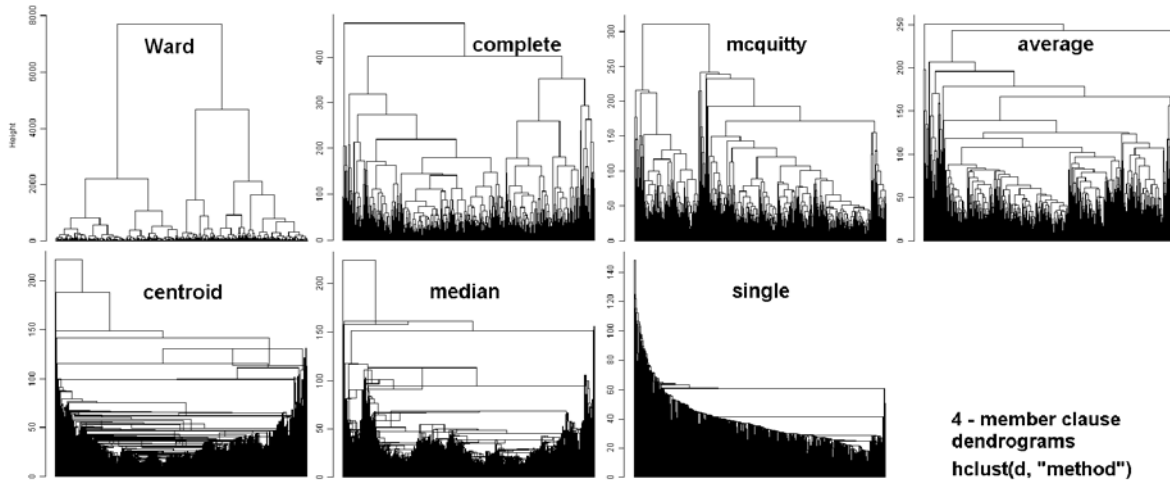 Ward
Height
0 2000 4000 6000 8000
complete
0 100 200 300 400
mcquitty
0 50 100 150 200 250 300
average
0 50 100 150 200 250
centroid
0 50 100 150 200
median
0 50 100 150 200
single
0 20 40 60 80 100 120 140
4 - member clause
dendrograms
hclust(d, "method")